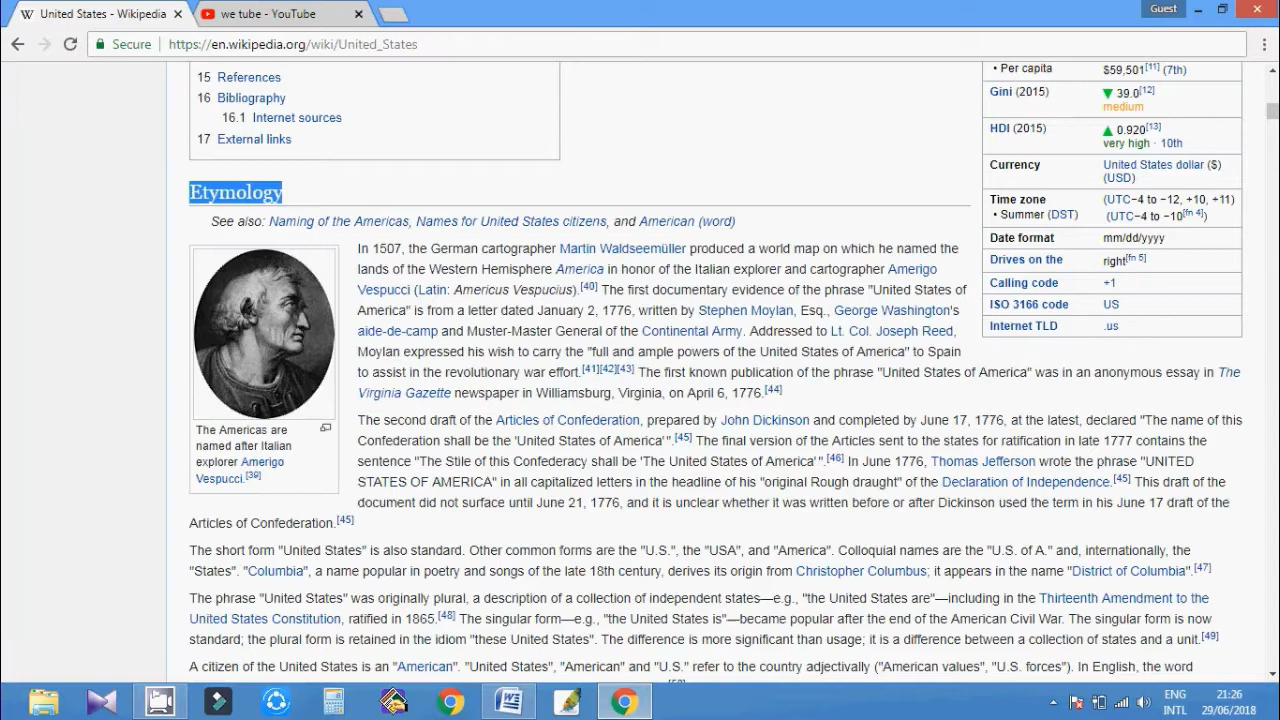 United States - Wikipedia
we tube - YouTube
Guest
Secure
https://en.wikipedia.org/wiki/United_States
15 References
16 Bibliography
16.1 Internet sources
17 External links
• Per capita $59,501[11] (7th)
Gini (2015) 39.0[12]
medium
HDI (2015) 0.920[13]
very high · 10th
Currency United States dollar ($)
(USD)
Time zone (UTC−4 to −12, +10, +11)
• Summer (DST) (UTC−4 to −10[fn 4])
Date format mm/dd/yyyy
Drives on the right[fn 5]
Calling code +1
ISO 3166 code US
Internet TLD .us
Etymology
See also: Naming of the Americas, Names for United States citizens, and American (word)
The Americas are
named after Italian
explorer Amerigo
Vespucci.[39]
In 1507, the German cartographer Martin Waldseemüller produced a world map on which he named the
lands of the Western Hemisphere America in honor of the Italian explorer and cartographer Amerigo
Vespucci (Latin: Americus Vespucius).[40] The first documentary evidence of the phrase "United States of
America" is from a letter dated January 2, 1776, written by Stephen Moylan, Esq., George Washington's
aide-de-camp and Muster-Master General of the Continental Army. Addressed to Lt. Col. Joseph Reed,
Moylan expressed his wish to carry the "full and ample powers of the United States of America" to Spain
to assist in the revolutionary war effort.[41][42][43] The first known publication of the phrase "United States of America" was in an anonymous essay in The
Virginia Gazette newspaper in Williamsburg, Virginia, on April 6, 1776.[44]
The second draft of the Articles of Confederation, prepared by John Dickinson and completed by June 17, 1776, at the latest, declared "The name of this
Confederation shall be the 'United States of America' ".[45] The final version of the Articles sent to the states for ratification in late 1777 contains the
sentence "The Stile of this Confederacy shall be 'The United States of America' ".[46] In June 1776, Thomas Jefferson wrote the phrase "UNITED
STATES OF AMERICA" in all capitalized letters in the headline of his "original Rough draught" of the Declaration of Independence.[45] This draft of the
document did not surface until June 21, 1776, and it is unclear whether it was written before or after Dickinson used the term in his June 17 draft of the
Articles of Confederation.[45]
The short form "United States" is also standard. Other common forms are the "U.S.", the "USA", and "America". Colloquial names are the "U.S. of A." and, internationally, the
"States". "Columbia", a name popular in poetry and songs of the late 18th century, derives its origin from Christopher Columbus; it appears in the name "District of Columbia".[47]
The phrase "United States" was originally plural, a description of a collection of independent states—e.g., "the United States are"—including in the Thirteenth Amendment to the
United States Constitution, ratified in 1865.[48] The singular form—e.g., "the United States is"—became popular after the end of the American Civil War. The singular form is now
standard; the plural form is retained in the idiom "these United States". The difference is more significant than usage; it is a difference between a collection of states and a unit.[49]
A citizen of the United States is an "American". "United States", "American" and "U.S." refer to the country adjectivally ("American values", "U.S. forces"). In English, the word
ENG
INTL
21:26
29/06/2018